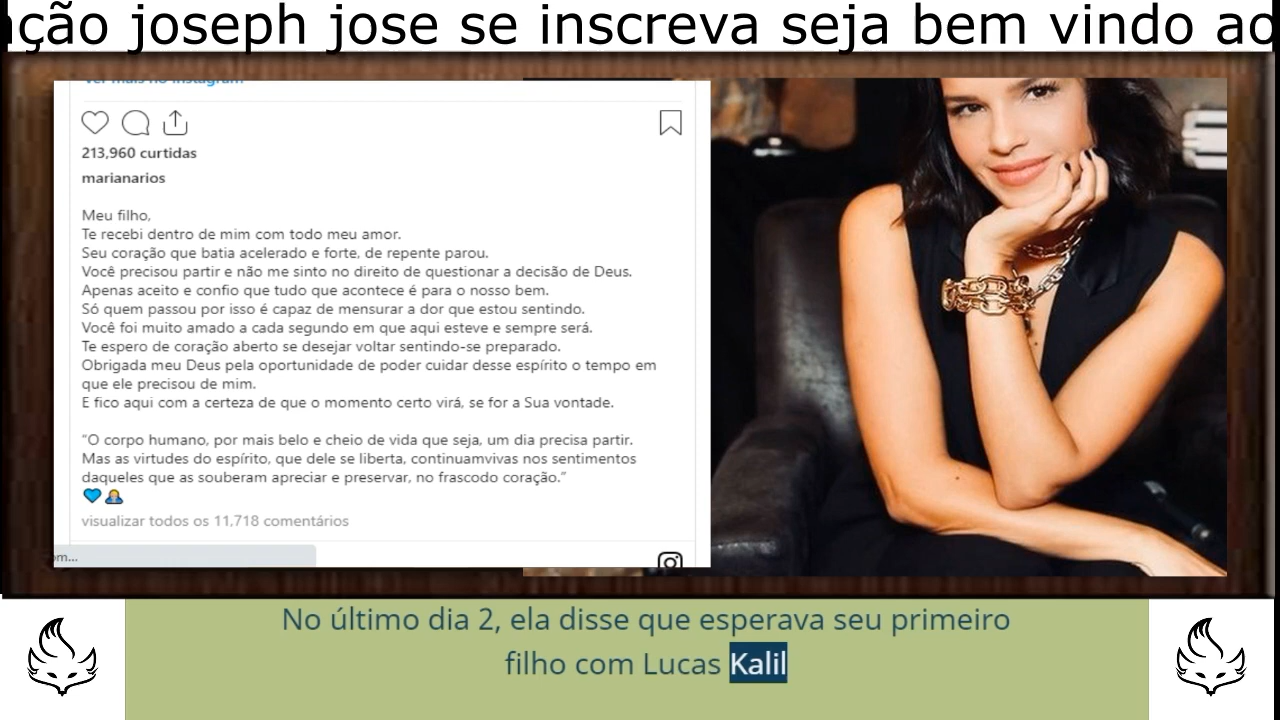 ção joseph jose se inscreva seja bem vindo ao
Ver mais no Instagram
213,960 curtidas
marianarios
Meu filho,
Te recebi dentro de mim com todo meu amor.
Seu coração que batia acelerado e forte, de repente parou.
Você precisou partir e não me sinto no direito de questionar a decisão de Deus.
Apenas aceito e confio que tudo que acontece é para o nosso bem.
Só quem passou por isso é capaz de mensurar a dor que estou sentindo.
Você foi muito amado a cada segundo em que aqui esteve e sempre será.
Te espero de coração aberto se desejar voltar sentindo-se preparado.
Obrigada meu Deus pela oportunidade de poder cuidar desse espírito o tempo em
que ele precisou de mim.
E fico aqui com a certeza de que o momento certo virá, se for a Sua vontade.
“O corpo humano, por mais belo e cheio de vida que seja, um dia precisa partir.
Mas as virtudes do espírito, que dele se liberta, continuamvivas nos sentimentos
daqueles que as souberam apreciar e preservar, no frascodo coração.”
visualizar todos os 11,718 comentários
om...
No último dia 2, ela disse que esperava seu primeiro
filho com Lucas Kalil